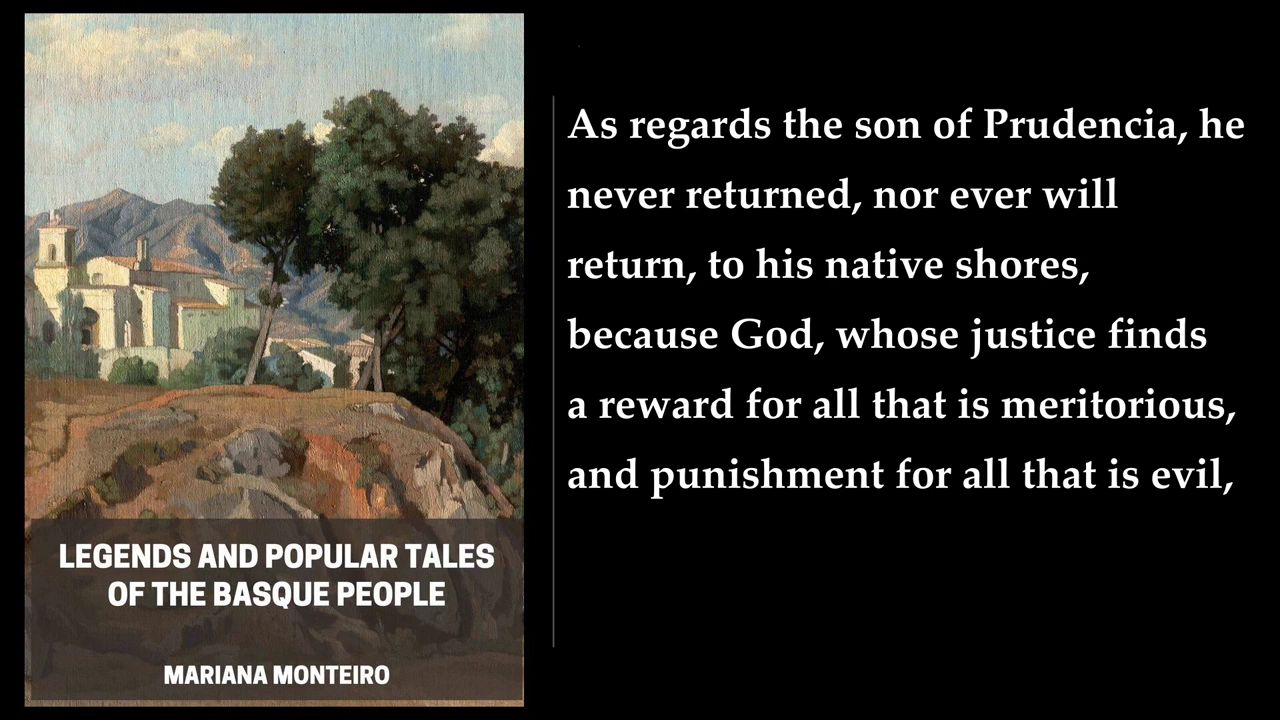 As regards the son of Prudencia, he
never returned, nor ever will
return, to his native shores,
because God, whose justice finds
a reward for all that is meritorious,
and punishment for all that is evil,
LEGENDS AND POPULAR TALES
OF THE BASQUE PEOPLE
MARIANA MONTEIRO